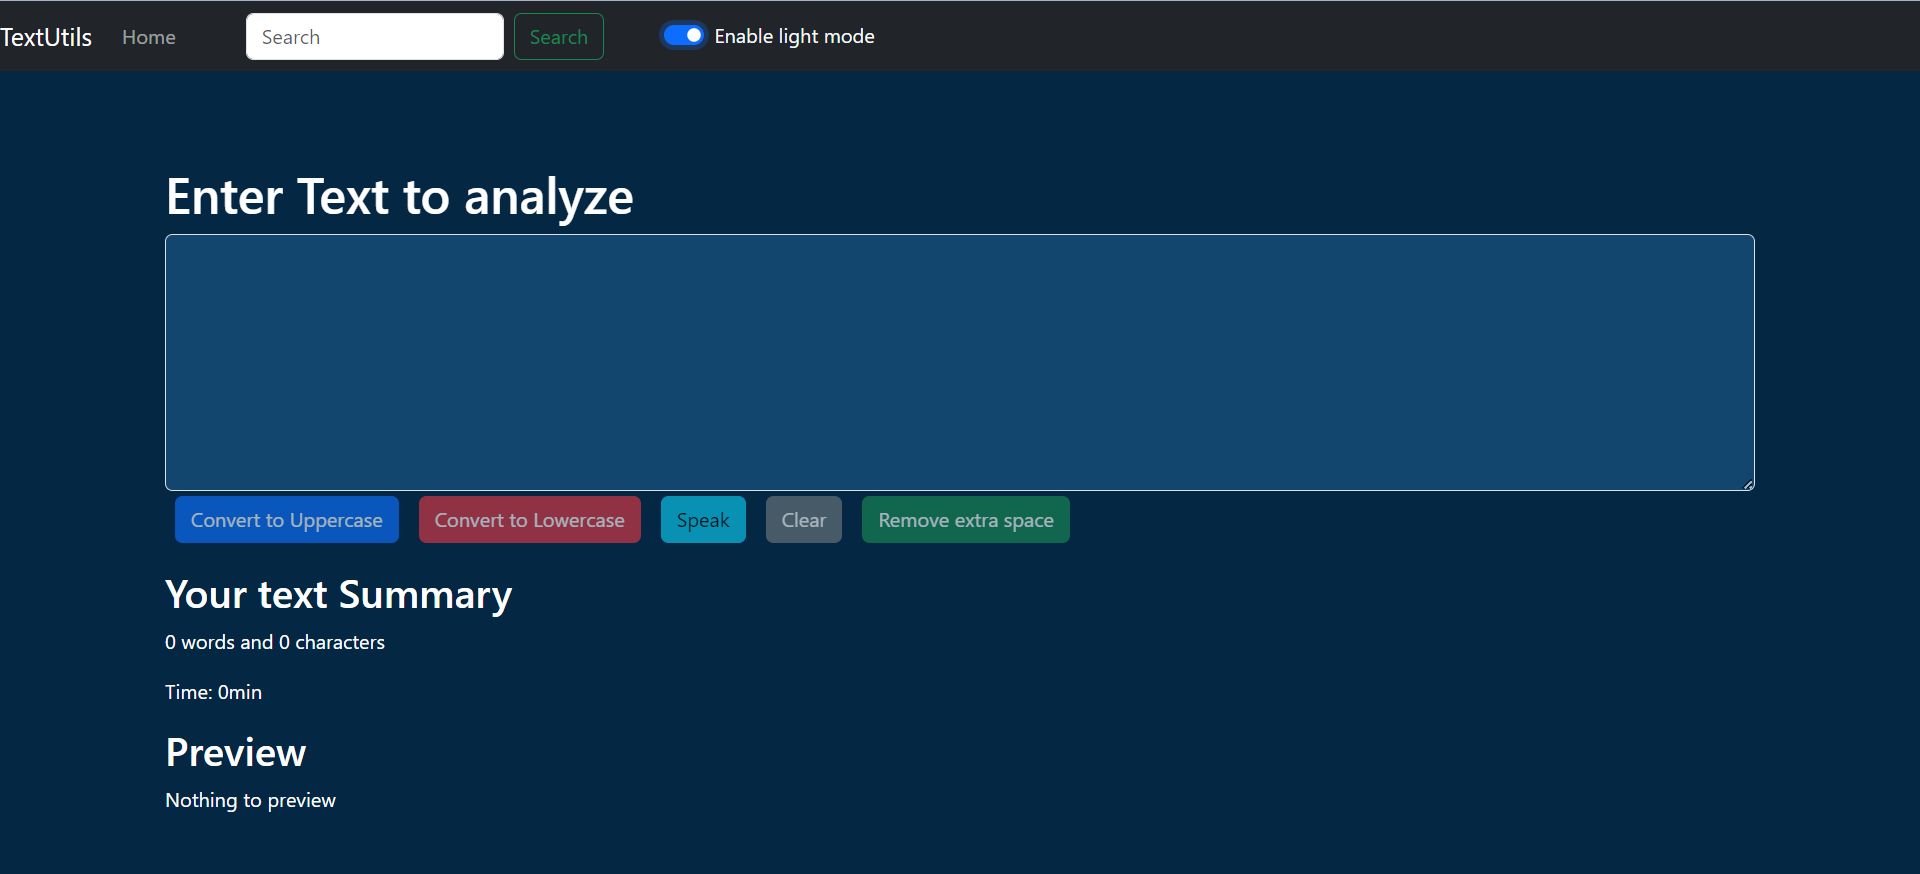 TextUtils Home Search Search Enable light mode
Enter Text to analyze
Convert to Uppercase Convert to Lowercase Speak Clear Remove extra space
Your text Summary
0 words and 0 characters
Time: 0min
Preview
Nothing to preview